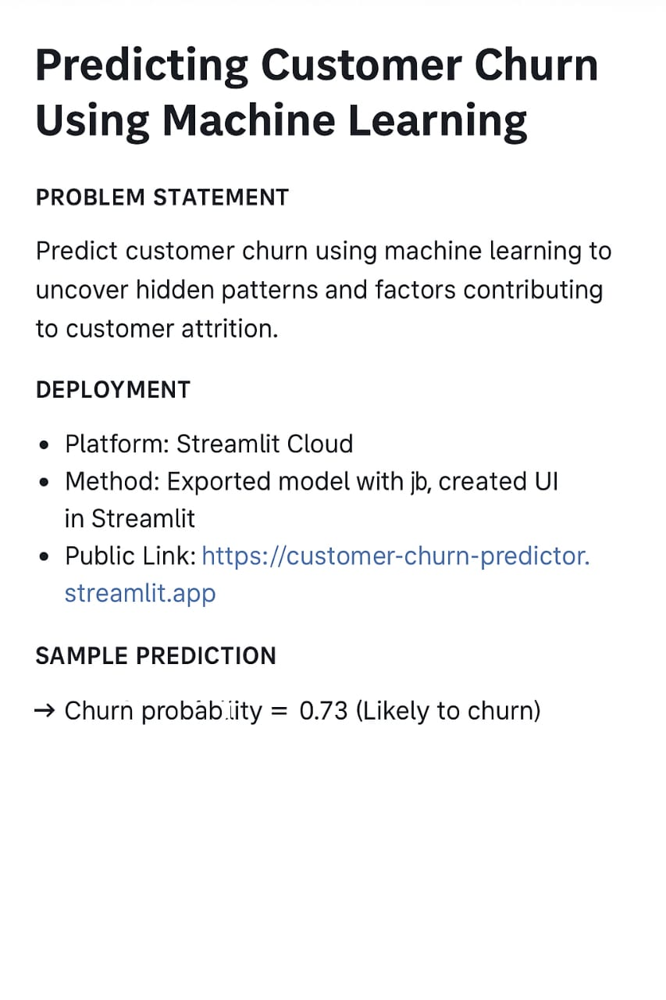 Predicting Customer Churn
Using Machine Learning
PROBLEM STATEMENT
Predict customer churn using machine learning to
uncover hidden patterns and factors contributing
to customer attrition.
DEPLOYMENT
• Platform: Streamlit Cloud
• Method: Exported model with jb, created UI
in Streamlit
• Public Link: https://customer-churn-predictor.
streamlit.app
SAMPLE PREDICTION
→ Churn = 0.73 (Likely to churn)